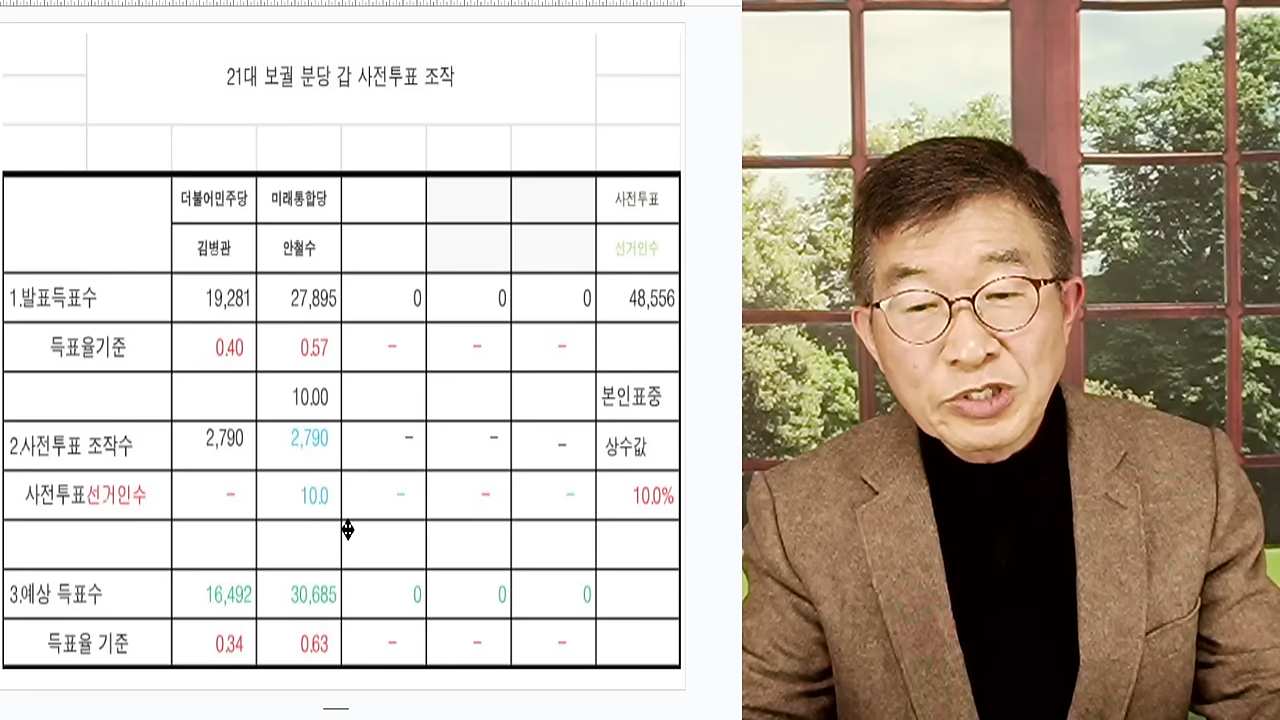 21대 보궐 분당 갑 사전투표 조작
더불어민주당 미래통합당 사전투표
김병관 안철수 선거인수
1.발표득표수 19,281 27,895 0 0 0 48,556
득표율기준 0.40 0.57 - - -
10.00 본인표중
2.사전투표 조작수 2,790 2,790 - - - 상수값
사전투표선거인수 - 10.0 - - - 10.0%
3.예상 득표수 16,492 30,685 0 0 0
득표율 기준 0.34 0.63 - - -